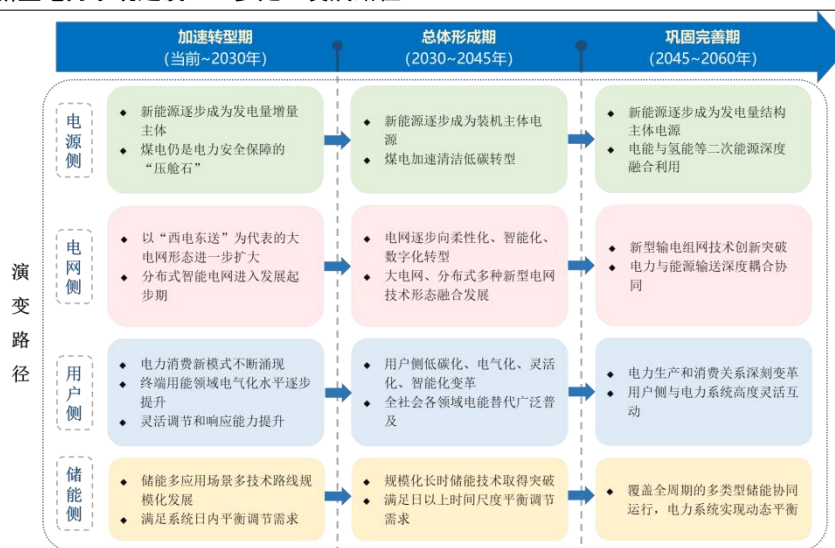 加速转型期
(当前~2030年)
总体形成期
(2030~2045年)
巩固完善期
(2045~2060年)
演变路径
电源侧
◆ 新能源逐步成为发电量增量
主体
◆ 煤电仍是电力安全保障的
“压舱石”
◆ 新能源逐步成为装机主体电
源
◆ 煤电加速清洁低碳转型
◆ 新能源逐步成为发电量结构
主体电源
◆ 电能与氢能等二次能源深度
融合利用
电网侧
◆ 以“西电东送”为代表的大
电网形态进一步扩大
◆ 分布式智能电网进入发展起
步期
◆ 电网逐步向柔性化、智能化、
数字化转型
◆ 大电网、分布式多种新型电网
技术形态融合发展
◆ 新型输电组网技术创新突破
◆ 电力与能源输送深度耦合协
同
用户侧
◆ 电力消费新模式不断涌现
◆ 终端用能领域电气化水平逐步
提升
◆ 灵活调节和响应能力提升
◆ 用户侧低碳化、电气化、灵活
化、智能化变革
◆ 全社会各领域电能替代广泛普
及
◆ 电力生产和消费关系深刻变革
◆ 用户侧与电力系统高度灵活互
动
储能侧
◆ 储能多应用场景多技术路线规
模化发展
◆ 满足系统日内平衡调节需求
◆ 规模化长时储能技术取得突破
◆ 满足日以上时间尺度平衡调节
需求
◆ 覆盖全周期的多类型储能协同
运行，电力系统实现动态平衡